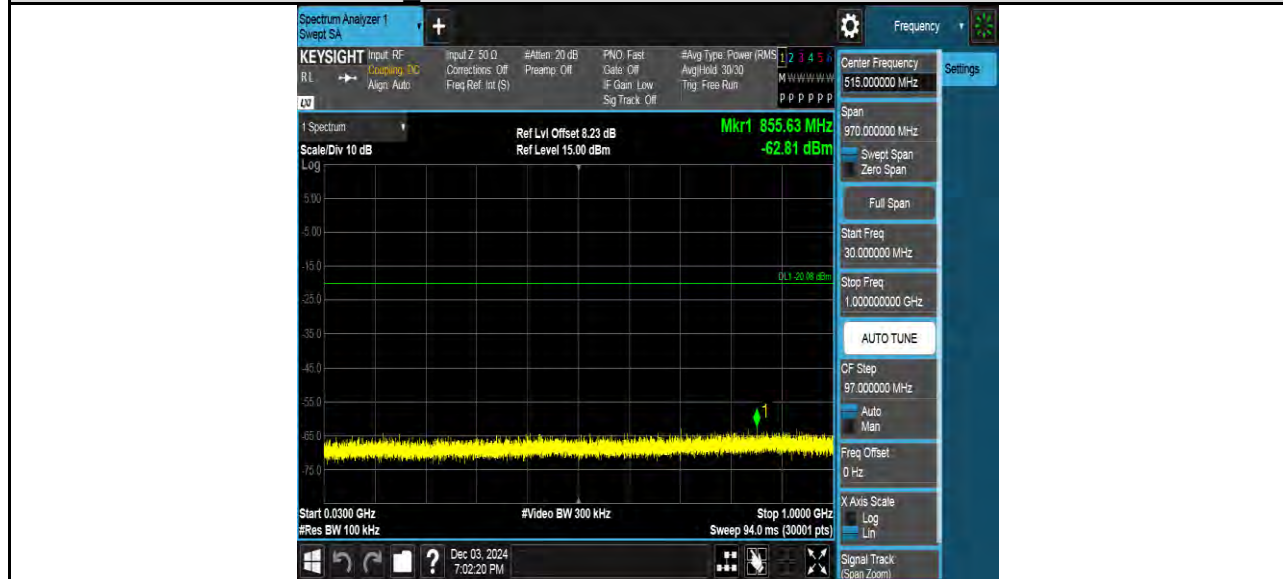 Spectrum Analyzer 1
Swept SA
+
Frequency
KEYSIGHT
RL
LXI
Input: RF
Coupling: DC
Align: Auto
Input Z: 50 Ω
Corrections: Off
Freq Ref: Int (S)
#Atten: 20 dB
Preamp: Off
PNO: Fast
Gate: Off
IF Gain: Low
Sig Track: Off
#Avg Type: Power (RMS
Avg|Hold: 30/30
Trig: Free Run
1 2 3 4 5 6
M W W W W W
P P P P P P
Center Frequency
515.000000 MHz
Settings
1 Spectrum
Scale/Div 10 dB
Ref Lvl Offset 8.23 dB
Ref Level 15.00 dBm
Mkr1 855.63 MHz
-62.81 dBm
Span
970.000000 MHz
Swept Span
Zero Span
Full Span
Start Freq
30.000000 MHz
Stop Freq
1.000000000 GHz
AUTO TUNE
CF Step
97.000000 MHz
Auto
Man
Freq Offset
0 Hz
X Axis Scale
Log
Lin
Signal Track
(Span Zoom)
Log
5.00
-5.00
-15.0
DL1 -20.08 dBm
-25.0
-35.0
-45.0
-55.0
1
-65.0
-75.0
Start 0.0300 GHz
#Res BW 100 kHz
#Video BW 300 kHz
Stop 1.0000 GHz
Sweep 94.0 ms (30001 pts)
?
Dec 03, 2024
7:02:20 PM